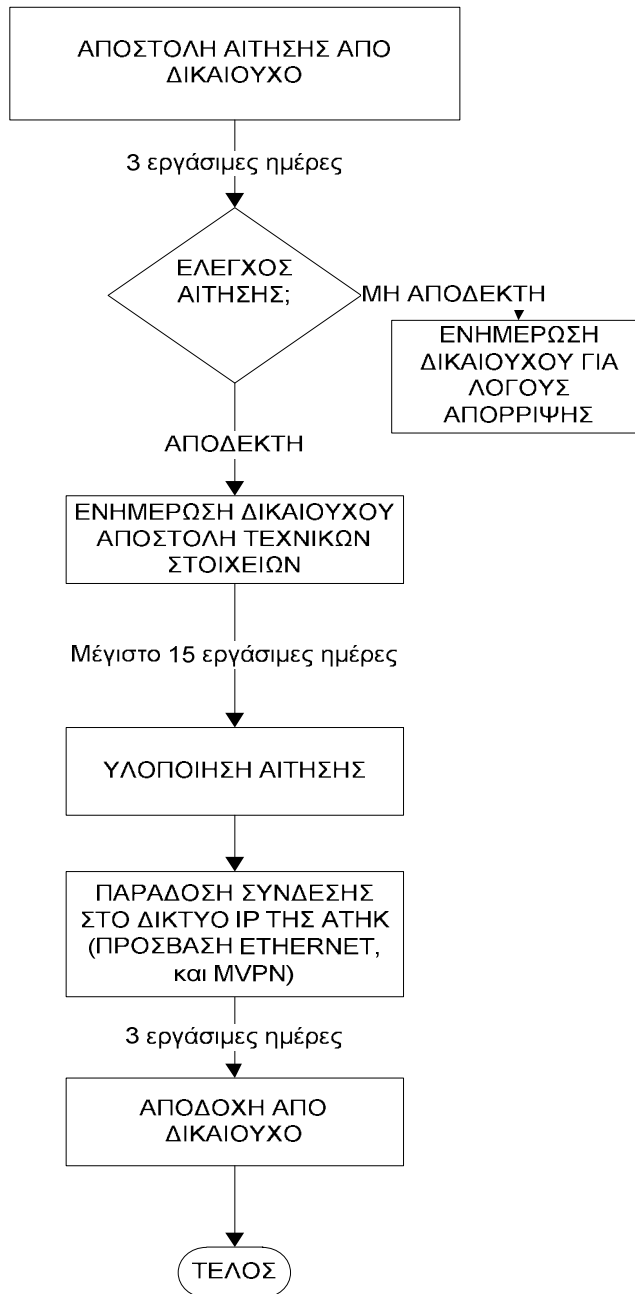 ΑΠΟΣΤΟΛΗ ΑΙΤΗΣΗΣ ΑΠΟ
ΔΙΚΑΙΟΥΧΟ
3 εργάσιμες ημέρες
ΕΛΕΓΧΟΣ
ΑΙΤΗΣΗΣ;
ΜΗ ΑΠΟΔΕΚΤΗ
ΕΝΗΜΕΡΩΣΗ
ΔΙΚΑΙΟΥΧΟΥ ΓΙΑ
ΛΟΓΟΥΣ
ΑΠΟΡΡΙΨΗΣ
ΑΠΟΔΕΚΤΗ
ΕΝΗΜΕΡΩΣΗ ΔΙΚΑΙΟΥΧΟΥ
ΑΠΟΣΤΟΛΗ ΤΕΧΝΙΚΩΝ
ΣΤΟΙΧΕΙΩΝ
Μέγιστο 15 εργάσιμες ημέρες
ΥΛΟΠΟΙΗΣΗ ΑΙΤΗΣΗΣ
ΠΑΡΑΔΟΣΗ ΣΥΝΔΕΣΗΣ
ΣΤΟ ΔΙΚΤΥΟ IP ΤΗΣ ΑΤΗΚ
(ΠΡΟΣΒΑΣΗ ETHERNET,
και MVPN)
3 εργάσιμες ημέρες
ΑΠΟΔΟΧΗ ΑΠΟ
ΔΙΚΑΙΟΥΧΟ
ΤΕΛΟΣ